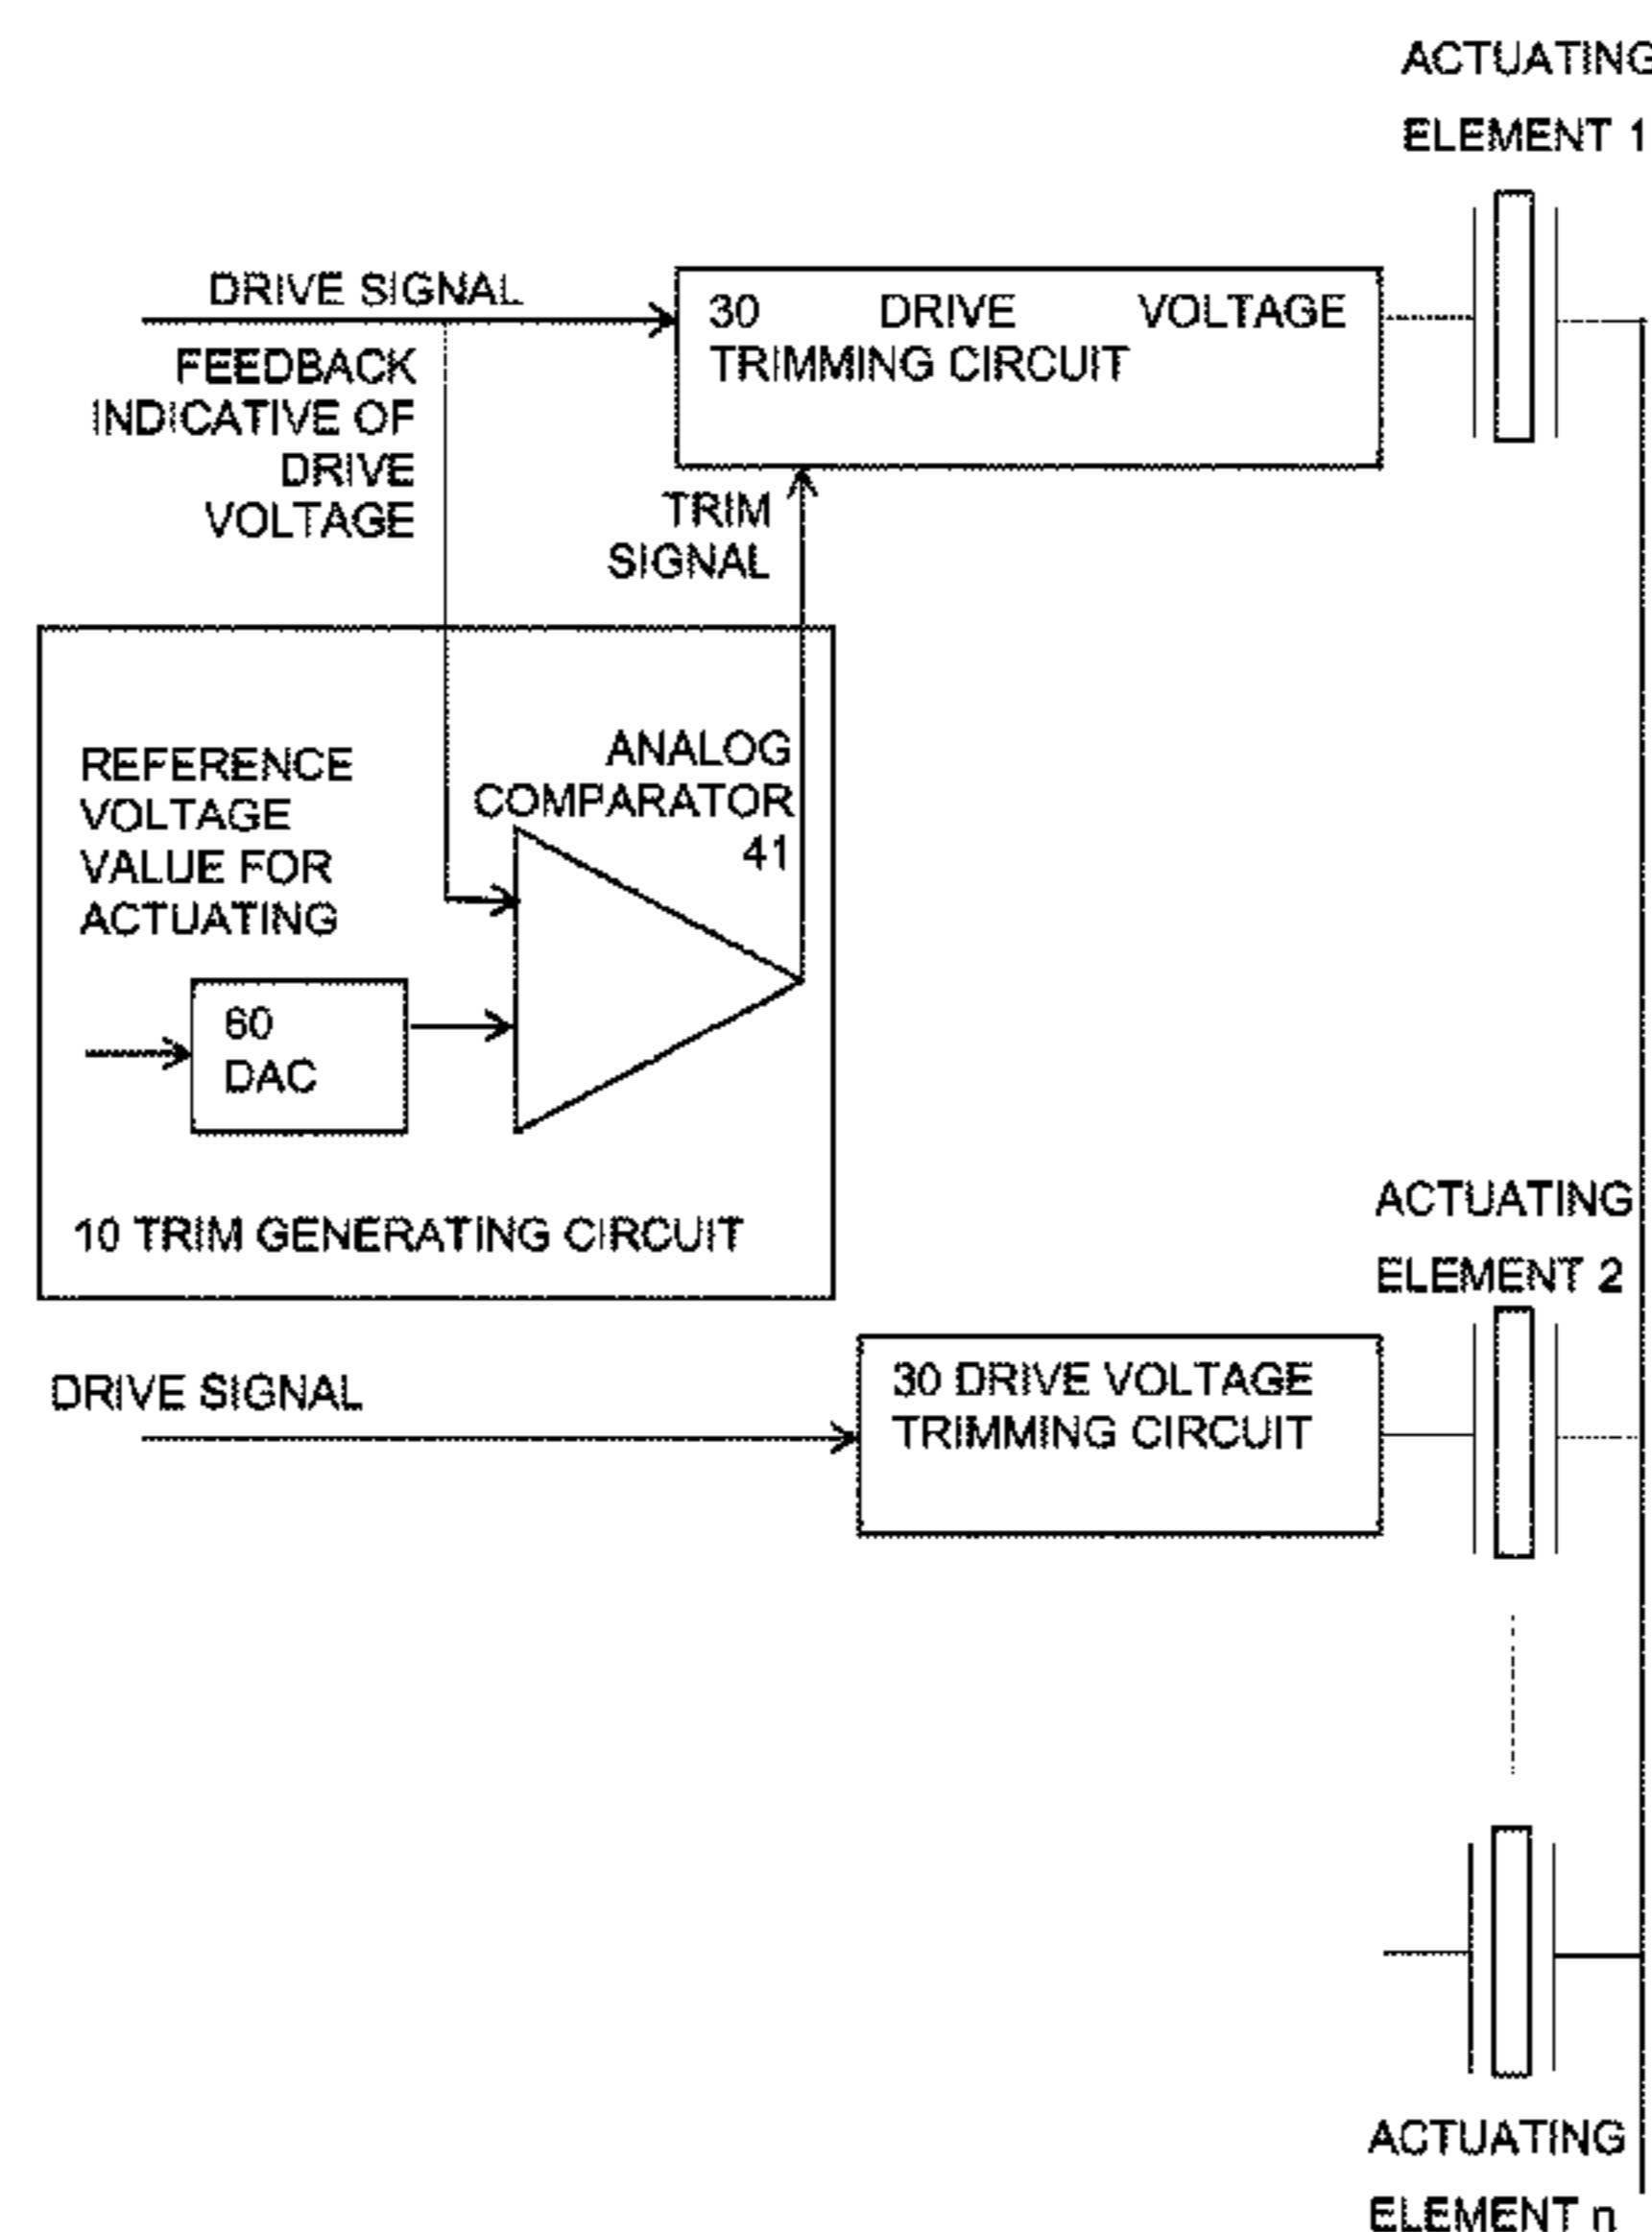 ACTUATING
ELEMENT 1
DRIVE SIGNAL
30 DRIVE VOLTAGE
TRIMMING CIRCUIT
FEEDBACK
INDICATIVE OF
DRIVE
VOLTAGE
TRIM
SIGNAL
REFERENCE
VOLTAGE
VALUE FOR
ACTUATING
ANALOG
COMPARATOR
41
60
DAC
10 TRIM GENERATING CIRCUIT
ACTUATING
ELEMENT 2
DRIVE SIGNAL
30 DRIVE VOLTAGE
TRIMMING CIRCUIT
ACTUATING
ELEMENT n